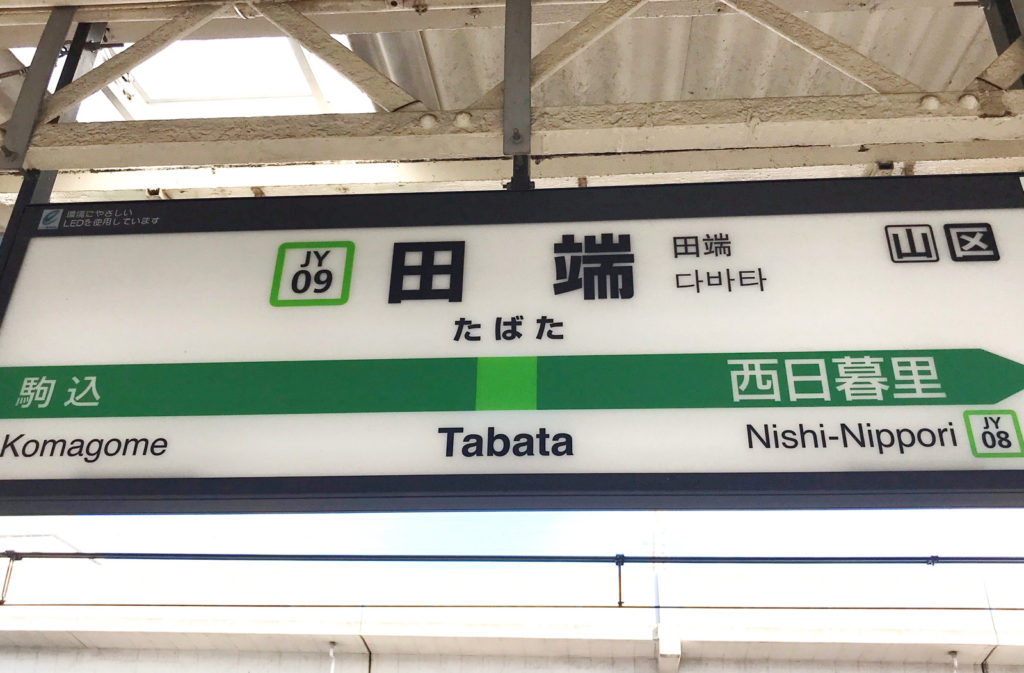 環境にやさしい
LEDを使用しています
JY
09
田端
田端
다바타
山 区
たばた
駒込
西日暮里
Komagome
Tabata
Nishi-Nippori
JY
08